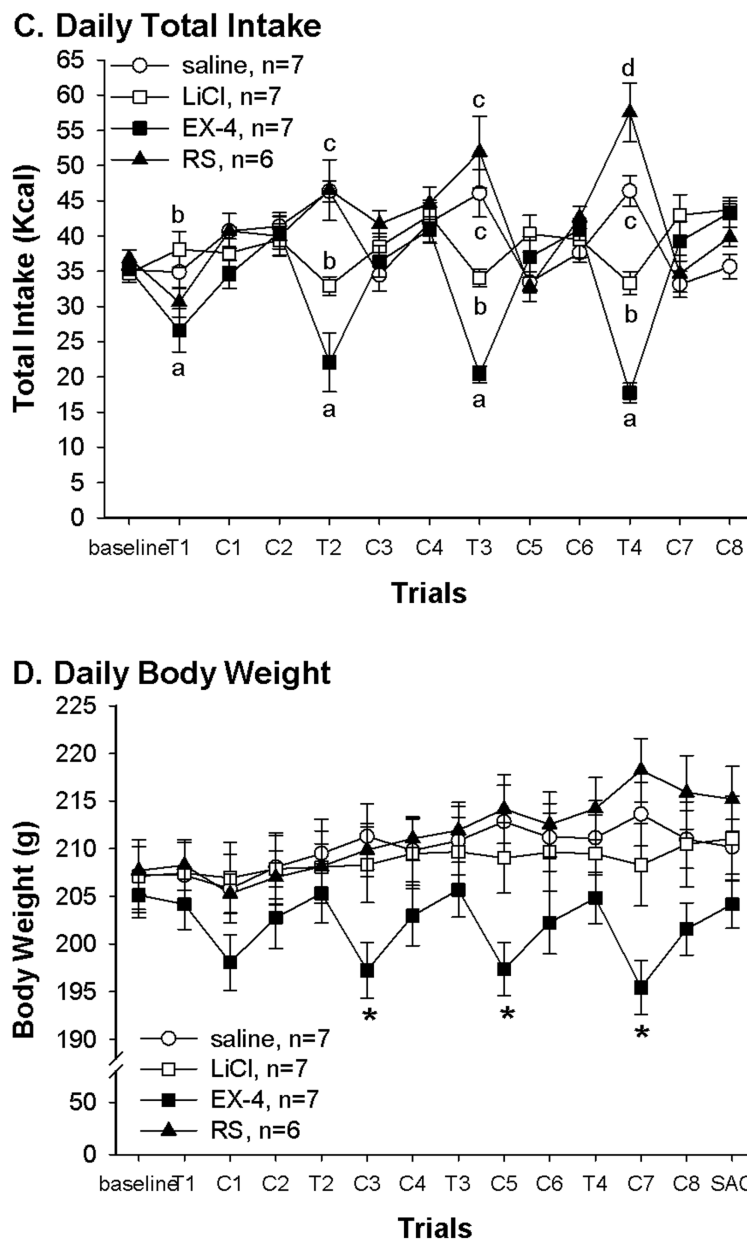 C. Daily Total Intake
65
60
55
50
45
40
35
30
25
20
15
10
5
0
Total Intake (Kcal)
saline, n=7
LiCl, n=7
EX-4, n=7
RS, n=6
b
a
c
b
a
c
c
b
a
d
c
b
a
baseline T1 C1 C2 T2 C3 C4 T3 C5 C6 T4 C7 C8
Trials
D. Daily Body Weight
225
220
215
210
205
200
195
190
50
0
Body Weight (g)
* * *
saline, n=7
LiCl, n=7
EX-4, n=7
RS, n=6
baseline T1 C1 C2 T2 C3 C4 T3 C5 C6 T4 C7 C8 SAC
Trials